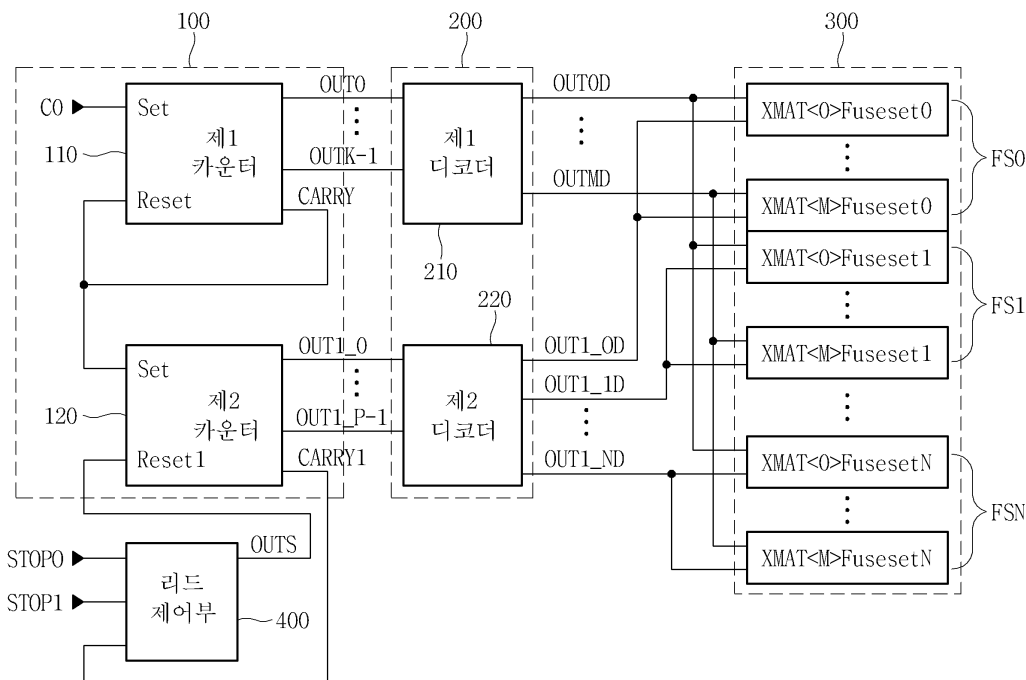 100
200
300
C0
Set
제1
카운터
110
Reset
OUT0
OUTK-1
CARRY
제1
디코더
210
OUT0D
OUTMD
XMAT<0>Fuseset0
XMAT<M>Fuseset0
FS0
XMAT<0>Fuseset1
XMAT<M>Fuseset1
FS1
Set
제2
카운터
120
Reset1
OUT1_0
OUT1_P-1
CARRY1
220
제2
디코더
OUT1_0D
OUT1_1D
OUT1_ND
XMAT<0>FusesetN
XMAT<M>FusesetN
FSN
STOP0
STOP1
리드
제어부
OUTS
400